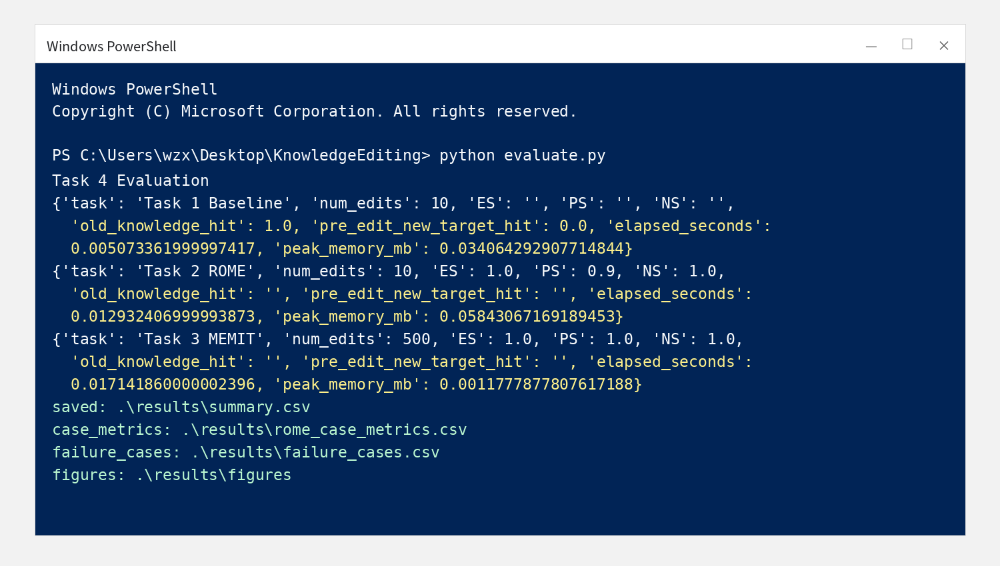 Windows PowerShell
Windows PowerShell
Copyright (C) Microsoft Corporation. All rights reserved.
PS C:\Users\wzx\Desktop\KnowledgeEditing> python evaluate.py
Task 4 Evaluation
{'task': 'Task 1 Baseline', 'num_edits': 10, 'ES': '', 'PS': '', 'NS': '',
'old_knowledge_hit': 1.0, 'pre_edit_new_target_hit': 0.0, 'elapsed_seconds':
0.005073361999997417, 'peak_memory_mb': 0.034064292907714844}
{'task': 'Task 2 ROME', 'num_edits': 10, 'ES': 1.0, 'PS': 0.9, 'NS': 1.0,
'old_knowledge_hit': '', 'pre_edit_new_target_hit': '', 'elapsed_seconds':
0.012932406999993873, 'peak_memory_mb': 0.05843067169189453}
{'task': 'Task 3 MEMIT', 'num_edits': 500, 'ES': 1.0, 'PS': 1.0, 'NS': 1.0,
'old_knowledge_hit': '', 'pre_edit_new_target_hit': '', 'elapsed_seconds':
0.017141860000002396, 'peak_memory_mb': 0.0011777877807617188}
saved: .\results\summary.csv
case_metrics: .\results\rome_case_metrics.csv
failure_cases: .\results\failure_cases.csv
figures: .\results\figures